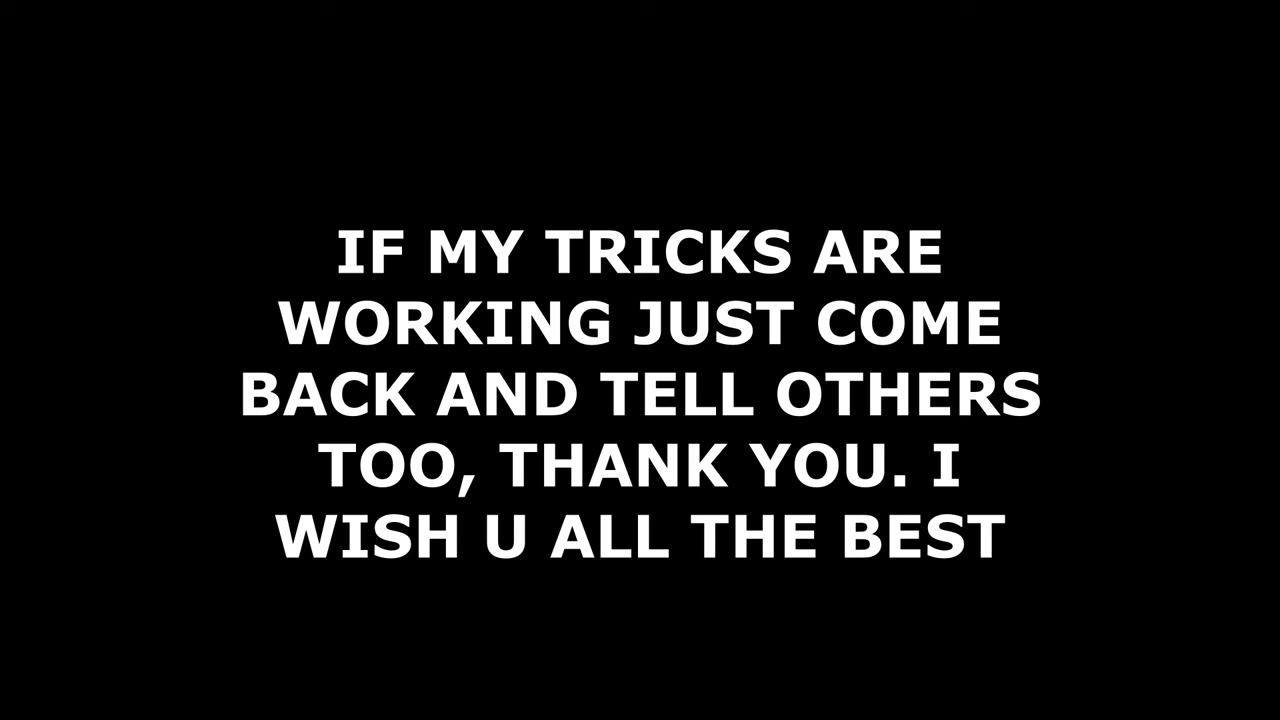 IF MY TRICKS ARE
WORKING JUST COME
BACK AND TELL OTHERS
TOO, THANK YOU. I
WISH U ALL THE BEST